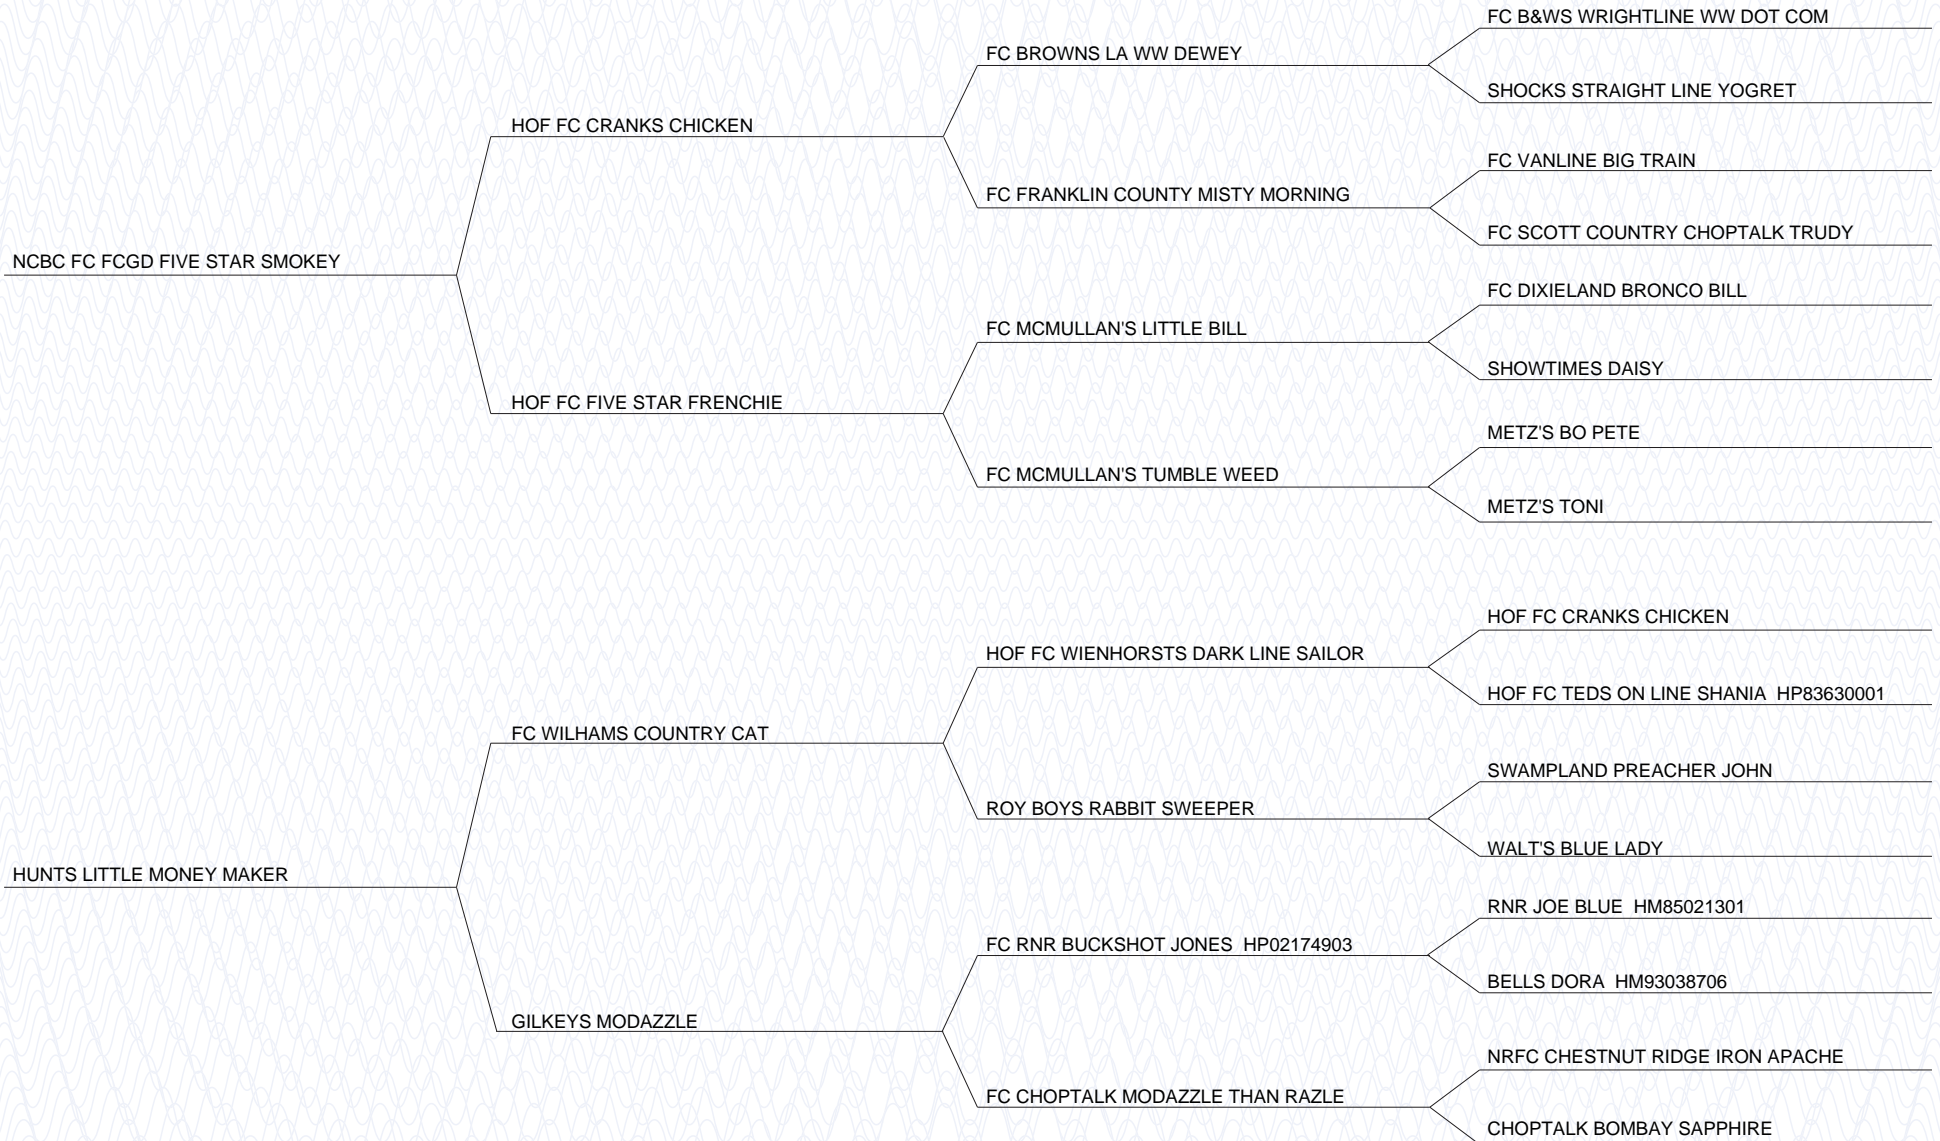 FC B&WS WRIGHTLINE WW DOT COM
FC BROWNS LA WW DEWEY
SHOCKS STRAIGHT LINE YOGRET
HOF FC CRANKS CHICKEN
FC VANLINE BIG TRAIN
FC FRANKLIN COUNTY MISTY MORNING
FC SCOTT COUNTRY CHOPTALK TRUDY
NCBC FC FCGD FIVE STAR SMOKEY
FC DIXIELAND BRONCO BILL
FC MCMULLAN'S LITTLE BILL
SHOWTIMES DAISY
HOF FC FIVE STAR FRENCHIE
METZ'S BO PETE
FC MCMULLAN'S TUMBLE WEED
METZ'S TONI
HOF FC CRANKS CHICKEN
HOF FC WIENHORSTS DARK LINE SAILOR
HOF FC TEDS ON LINE SHANIA HP83630001
FC WILHAMS COUNTRY CAT
SWAMPLAND PREACHER JOHN
ROY BOYS RABBIT SWEEPER
WALT'S BLUE LADY
HUNTS LITTLE MONEY MAKER
RNR JOE BLUE HM85021301
FC RNR BUCKSHOT JONES HP02174903
BELLS DORA HM93038706
GILKEYS MODAZZLE
NRFC CHESTNUT RIDGE IRON APACHE
FC CHOPTALK MODAZZLE THAN RAZLE
CHOPTALK BOMBAY SAPPHIRE